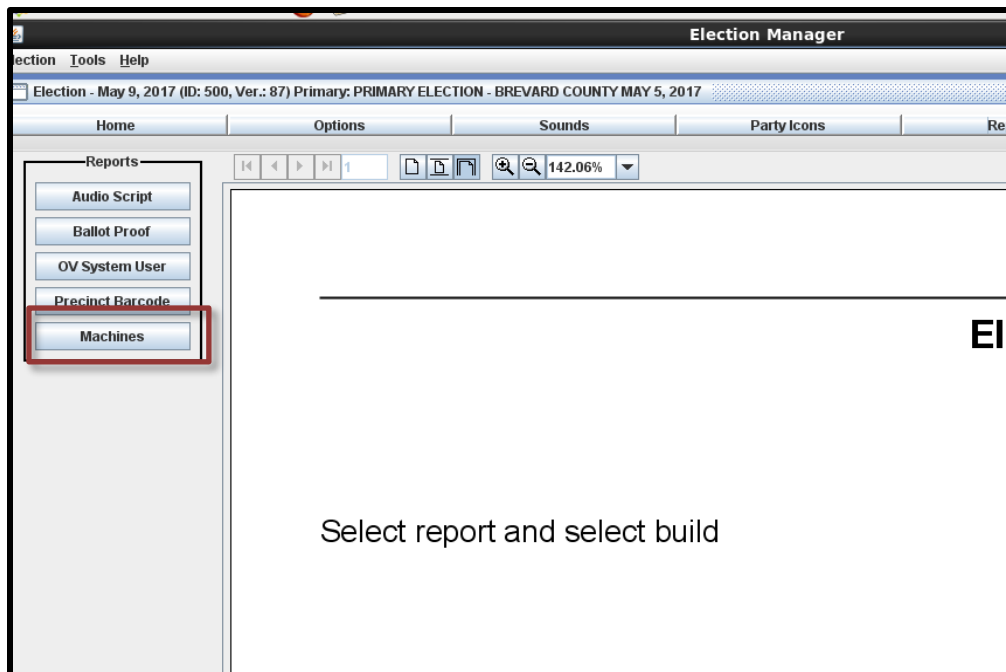 Election Manager
lection Tools Help
Election - May 9, 2017 (ID: 500, Ver.: 87) Primary: PRIMARY ELECTION - BREVARD COUNTY MAY 5, 2017
Home Options Sounds Party Icons Re
Reports
1 142.06%
Audio Script
Ballot Proof
OV System User
Precinct Barcode
Machines
El
Select report and select build